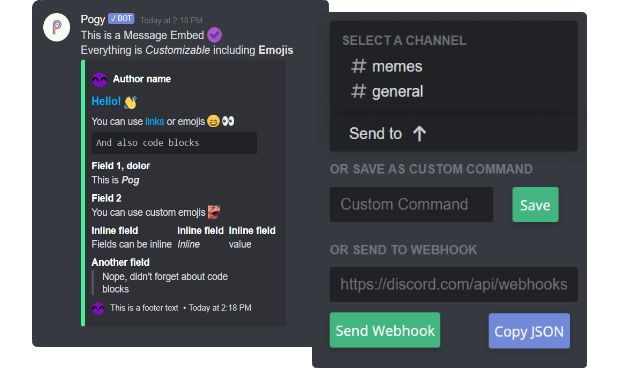 Pogy ✓BOT Today at 2:18 PM
This is a Message Embed
Everything is Customizable including Emojis
Author name
Hello! 👋
You can use links or emojis 😄 👀
And also code blocks
Field 1, dolor
This is Pog
Field 2
You can use custom emojis
Inline field Inline field Inline field
Fields can be inline Inline value
Another field
Nope, didn't forget about code
blocks
This is a footer text • Today at 2:18 PM
SELECT A CHANNEL
# memes
# general
Send to ↑
OR SAVE AS CUSTOM COMMAND
Custom Command Save
OR SEND TO WEBHOOK
https://discord.com/api/webhooks
Send Webhook Copy JSON